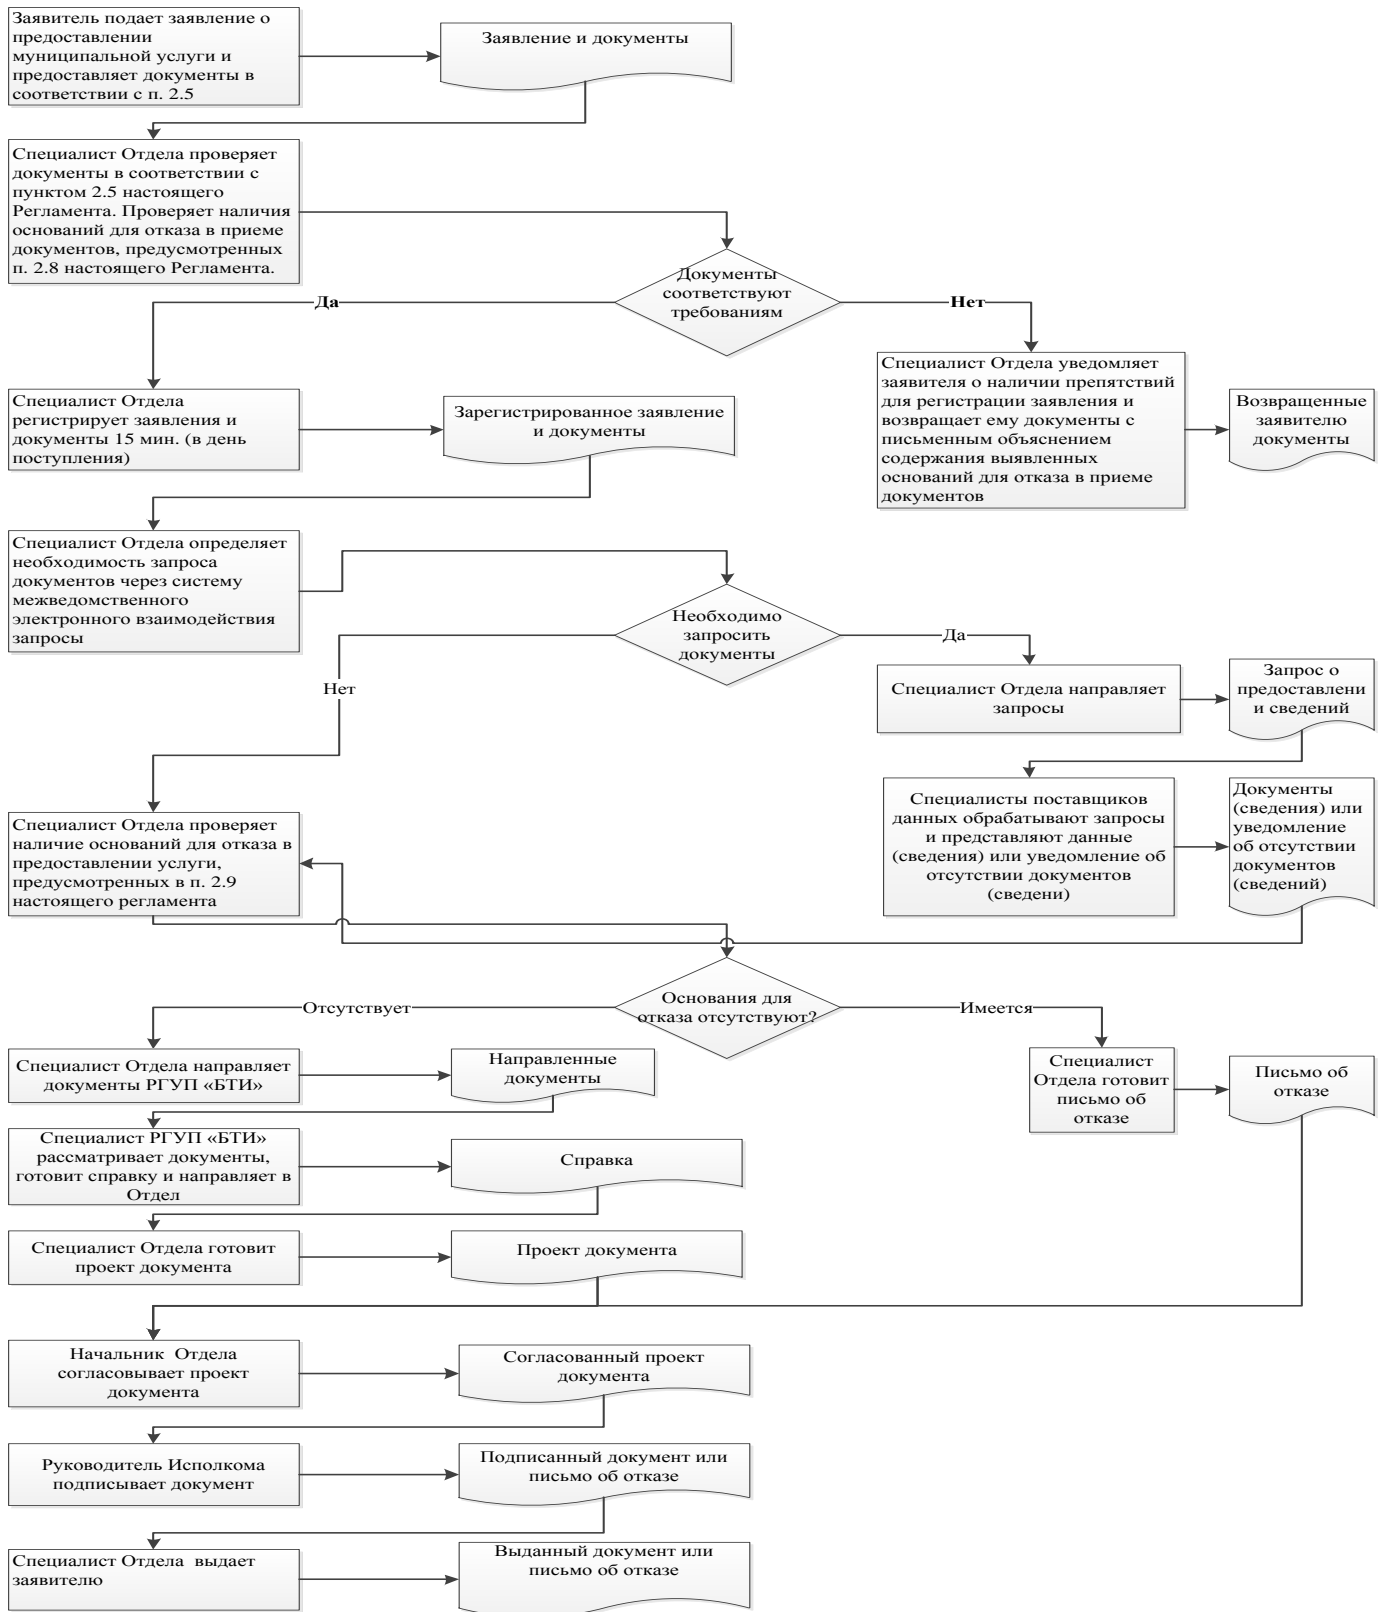 Заявитель подает заявление о
предоставлении
муниципальной услуги и
предоставляет документы в
соответствии с п. 2.5
Заявление и документы
Специалист Отдела проверяет
документы в соответствии с
пунктом 2.5 настоящего
Регламента. Проверяет наличия
оснований для отказа в приеме
документов, предусмотренных
п. 2.8 настоящего Регламента.
Документы
соответствуют
требованиям
Да
Нет
Специалист Отдела
регистрирует заявления и
документы 15 мин. (в день
поступления)
Зарегистрированное заявление
и документы
Специалист Отдела уведомляет
заявителя о наличии препятствий
для регистрации заявления и
возвращает ему документы с
письменным объяснением
содержания выявленных
оснований для отказа в приеме
документов
Возвращенные
заявителю
документы
Специалист Отдела определяет
необходимость запроса
документов через систему
межведомственного
электронного взаимодействия
запросы
Необходимо
запросить
документы
Да
Нет
Специалист Отдела направляет
запросы
Запрос о
предоставлени
и сведений
Специалисты поставщиков
данных обрабатывают запросы
и представляют данные
(сведения) или уведомление об
отсутствии документов
(сведени)
Документы
(сведения) или
уведомление
об отсутствии
документов
(сведений)
Специалист Отдела проверяет
наличие оснований для отказа в
предоставлении услуги,
предусмотренных в п. 2.9
настоящего регламента
Основания для
отказа отсутствуют?
Отсутствует
Имеется
Специалист Отдела направляет
документы РГУП «БТИ»
Направленные
документы
Специалист
Отдела готовит
письмо об
отказе
Письмо об
отказе
Специалист РГУП «БТИ»
рассматривает документы,
готовит справку и направляет в
Отдел
Справка
Специалист Отдела готовит
проект документа
Проект документа
Начальник  Отдела
согласовывает проект
документа
Согласованный проект
документа
Руководитель Исполкома
подписывает документ
Подписанный документ или
письмо об отказе
Специалист Отдела  выдает
заявителю
Выданный документ или
письмо об отказе